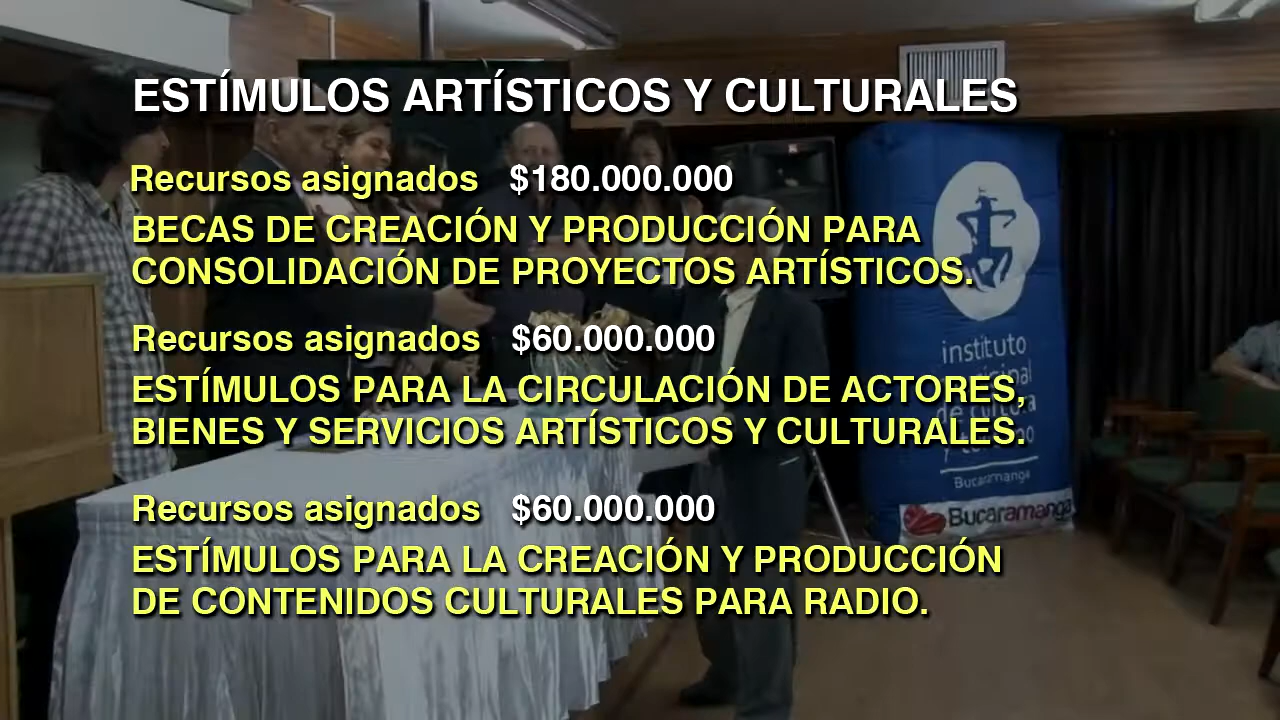 ESTÍMULOS ARTÍSTICOS Y CULTURALES
Recursos asignados $180.000.000
BECAS DE CREACIÓN Y PRODUCCIÓN PARA
CONSOLIDACIÓN DE PROYECTOS ARTÍSTICOS.
Recursos asignados $60.000.000
ESTÍMULOS PARA LA CIRCULACIÓN DE ACTORES,
BIENES Y SERVICIOS ARTÍSTICOS Y CULTURALES.
Recursos asignados $60.000.000
ESTÍMULOS PARA LA CREACIÓN Y PRODUCCIÓN
DE CONTENIDOS CULTURALES PARA RADIO.
instituto
de cultura
y
Bucaramanga
Bucaramanga